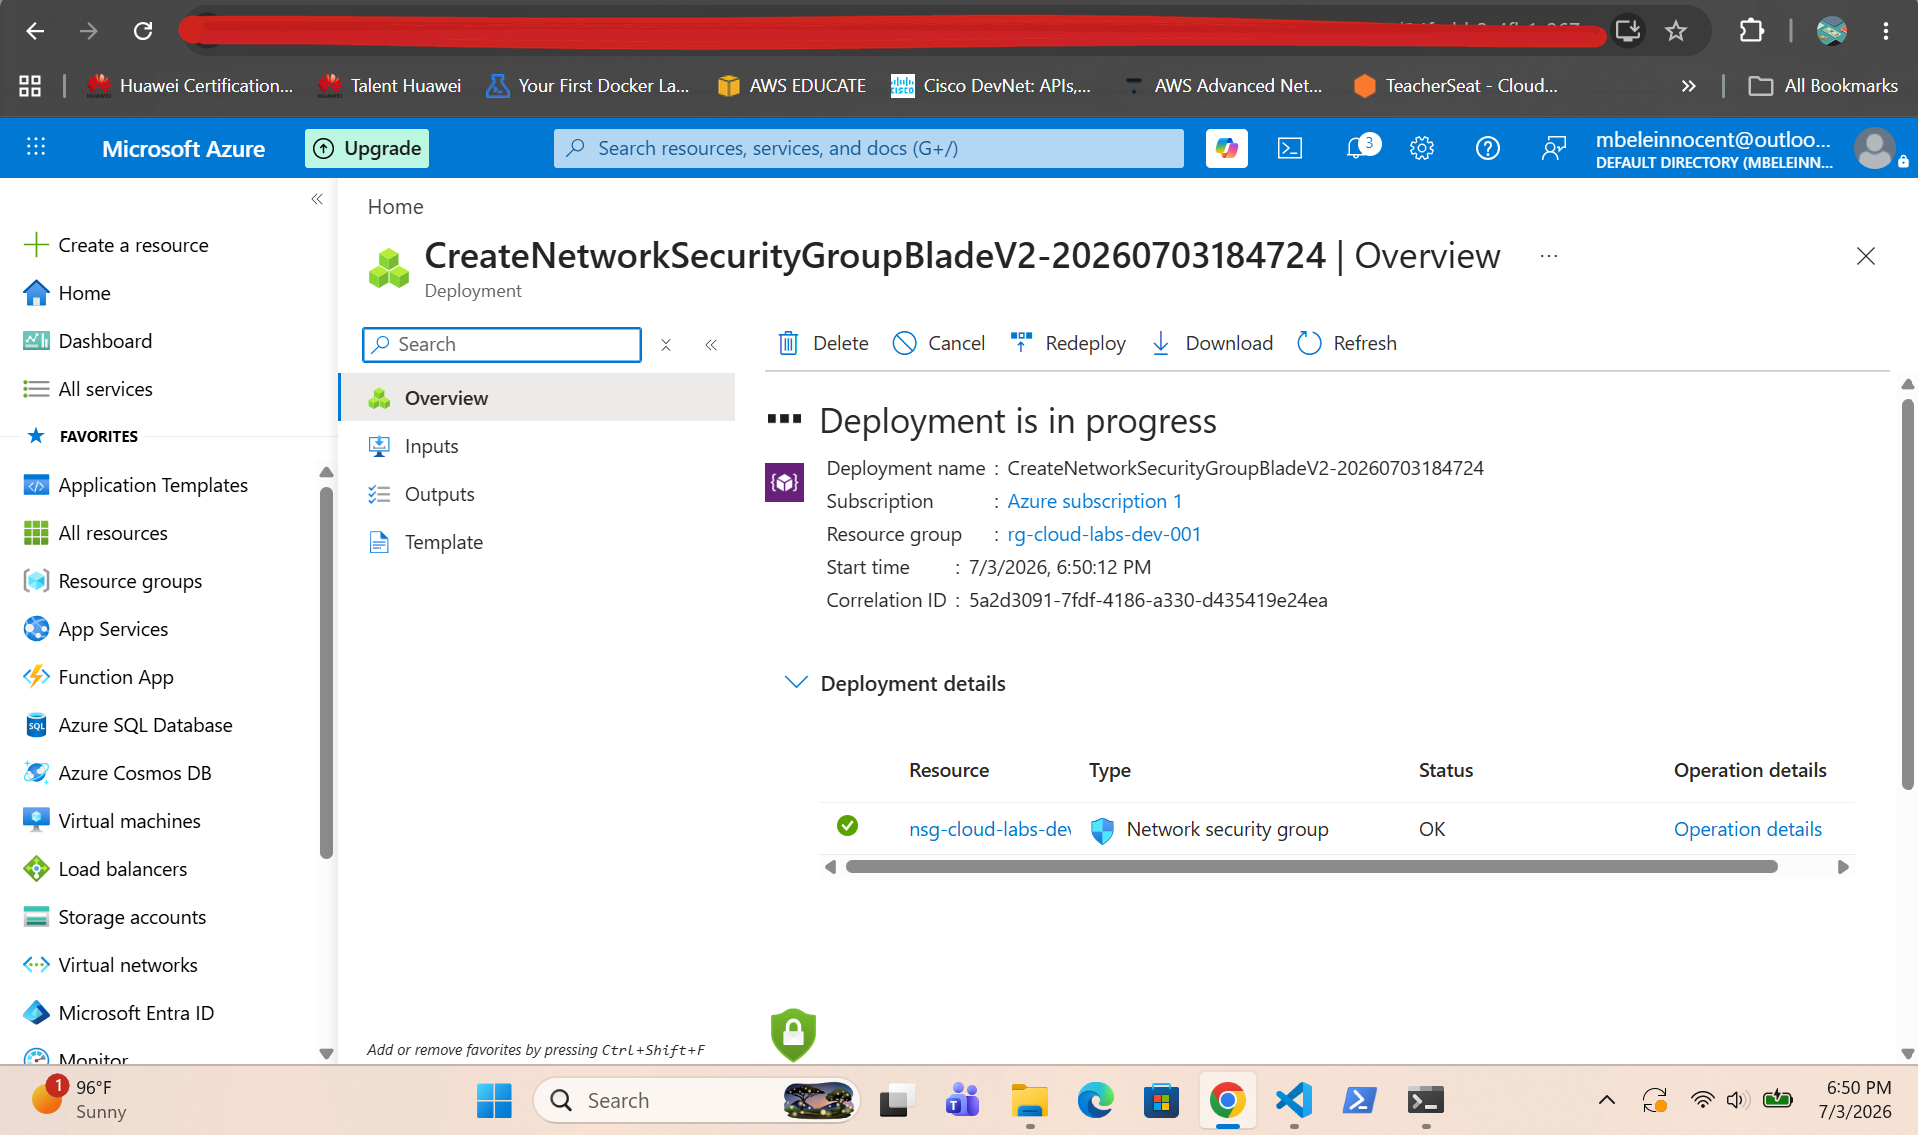 Huawei Certification...
Talent Huawei
Your First Docker La...
AWS EDUCATE
Cisco DevNet: APIs,...
AWS Advanced Net...
TeacherSeat - Cloud...
All Bookmarks
Microsoft Azure
Upgrade
Search resources, services, and docs (G+/)
3
mbeleinnocent@outloo...
DEFAULT DIRECTORY (MBELEINN...
Create a resource
Home
Dashboard
All services
FAVORITES
Application Templates
All resources
Resource groups
App Services
Function App
Azure SQL Database
Azure Cosmos DB
Virtual machines
Load balancers
Storage accounts
Virtual networks
Microsoft Entra ID
Monitor
Home
CreateNetworkSecurityGroupBladeV2-20260703184724 | Overview
Deployment
Search
Overview
Inputs
Outputs
Template
Add or remove favorites by pressing Ctrl+Shift+F
Delete
Cancel
Redeploy
Download
Refresh
Deployment is in progress
Deployment name : CreateNetworkSecurityGroupBladeV2-20260703184724
Subscription : Azure subscription 1
Resource group : rg-cloud-labs-dev-001
Start time : 7/3/2026, 6:50:12 PM
Correlation ID : 5a2d3091-7fdf-4186-a330-d435419e24ea
Deployment details
Resource Type Status Operation details
nsg-cloud-labs-dev Network security group OK Operation details
1
96°F
Sunny
Search
6:50 PM
7/3/2026